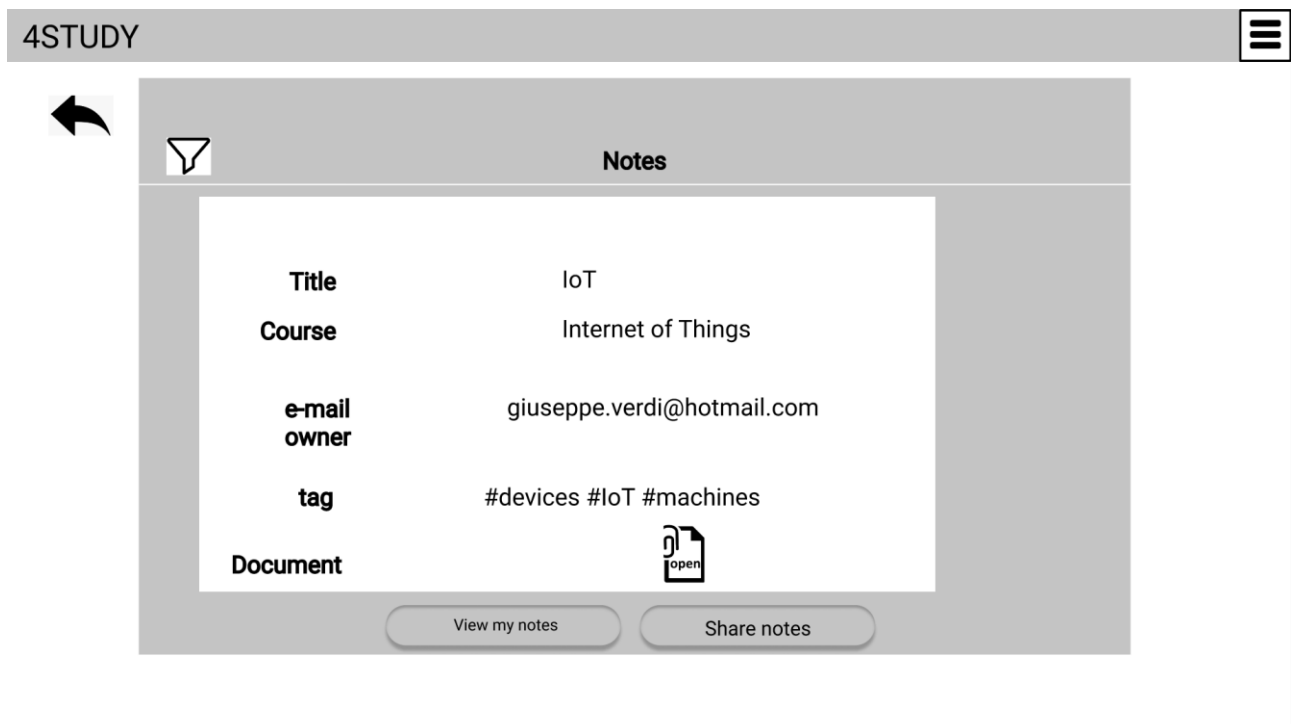 4STUDY
Notes
Title IoT
Course Internet of Things
e-mail giuseppe.verdi@hotmail.com
owner
tag #devices #IoT #machines
open
Document
View my notes Share notes